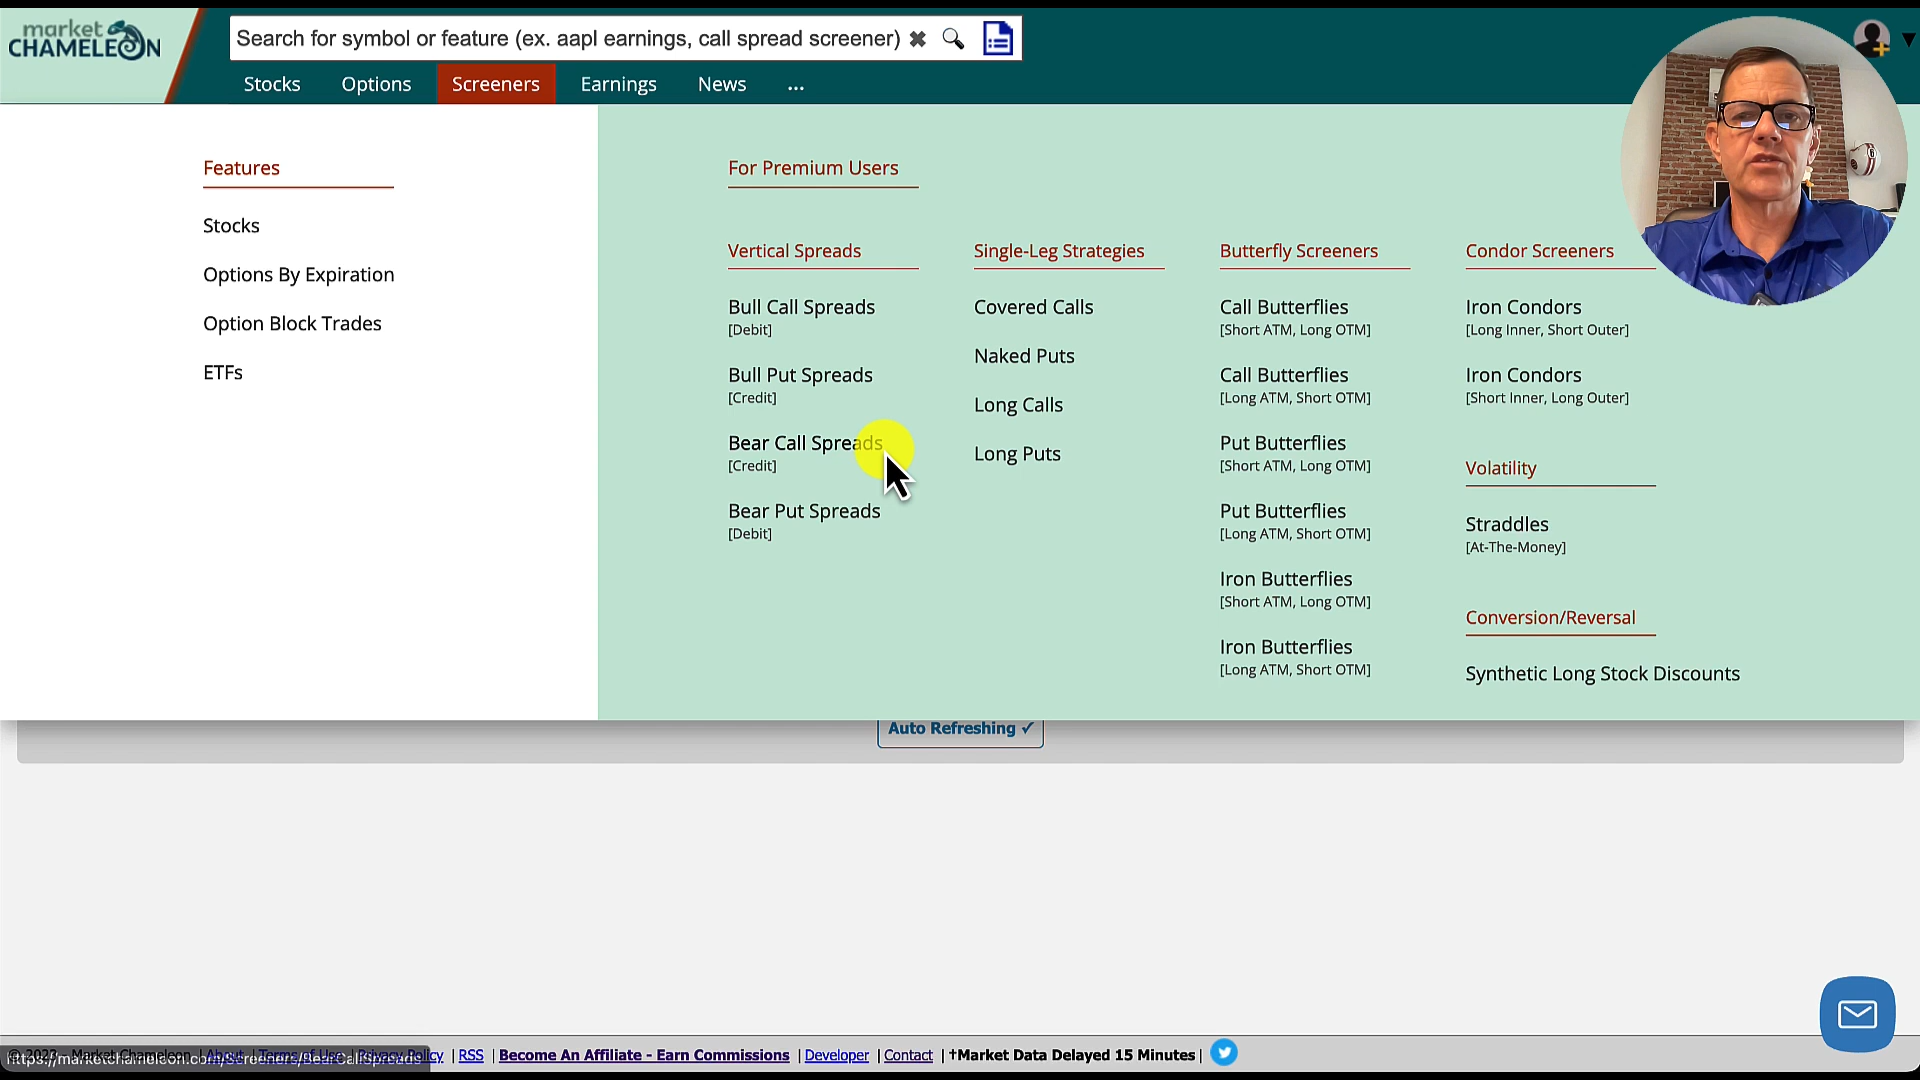 market
CHAMELEON
Search for symbol or feature (ex. aapl earnings, call spread screener)
Stocks Options Screeners Earnings News ...
Features
Stocks
Options By Expiration
Option Block Trades
ETFs
For Premium Users
Vertical Spreads
Bull Call Spreads
[Debit]
Bull Put Spreads
[Credit]
Bear Call Spreads
[Credit]
Bear Put Spreads
[Debit]
Single-Leg Strategies
Covered Calls
Naked Puts
Long Calls
Long Puts
Butterfly Screeners
Call Butterflies
[Short ATM, Long OTM]
Call Butterflies
[Long ATM, Short OTM]
Put Butterflies
[Short ATM, Long OTM]
Put Butterflies
[Long ATM, Short OTM]
Iron Butterflies
[Short ATM, Long OTM]
Iron Butterflies
[Long ATM, Short OTM]
Condor Screeners
Iron Condors
[Long Inner, Short Outer]
Iron Condors
[Short Inner, Long Outer]
Volatility
Straddles
[At-The-Money]
Conversion/Reversal
Synthetic Long Stock Discounts
Auto Refreshing ✓
https://marketchameleon.com/Screeners/BearCallSpreads
Policy | RSS | Become An Affiliate - Earn Commissions | Developer | Contact | †Market Data Delayed 15 Minutes |